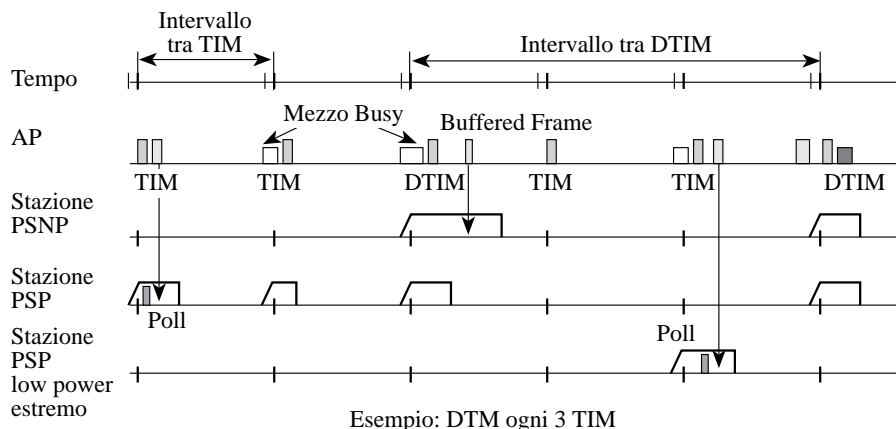 Intervallo
tra TIM
Intervallo tra DTIM
Tempo
Mezzo Busy
Buffered Frame
AP
TIM
TIM
DTIM
TIM
TIM
DTIM
Stazione
PSNP
Stazione
PSP
Poll
Stazione
PSP
low power
estremo
Poll
Esempio: DTM ogni 3 TIM